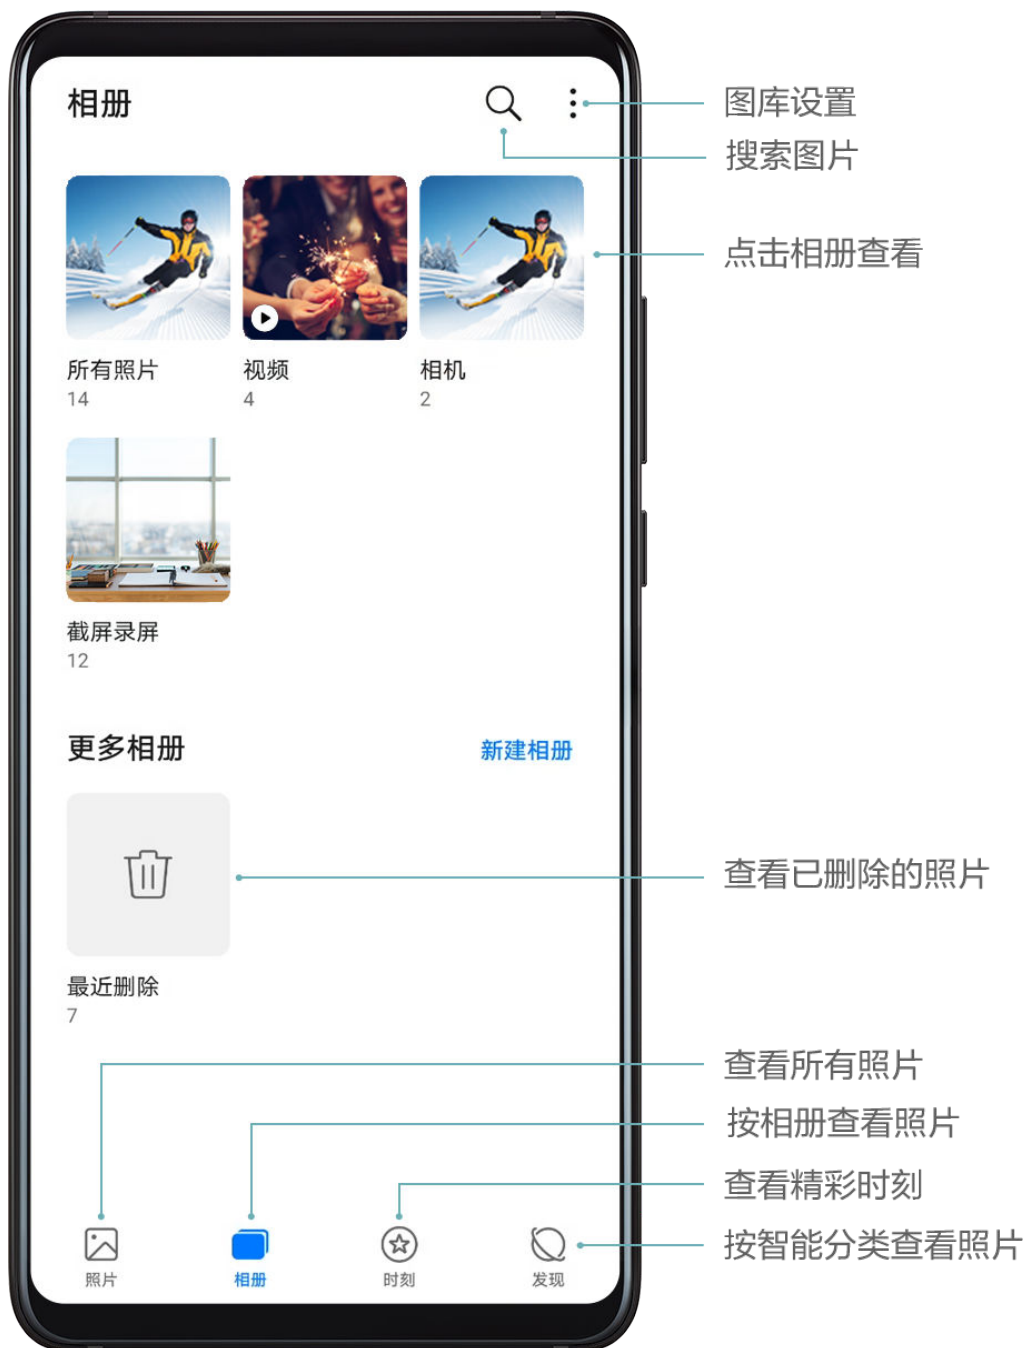 相册
图库设置
搜索图片
点击相册查看
所有照片
14
视频
4
相机
2
截屏录屏
12
更多相册
新建相册
查看已删除的照片
最近删除
7
查看所有照片
按相册查看照片
查看精彩时刻
按智能分类查看照片
照片
相册
时刻
发现